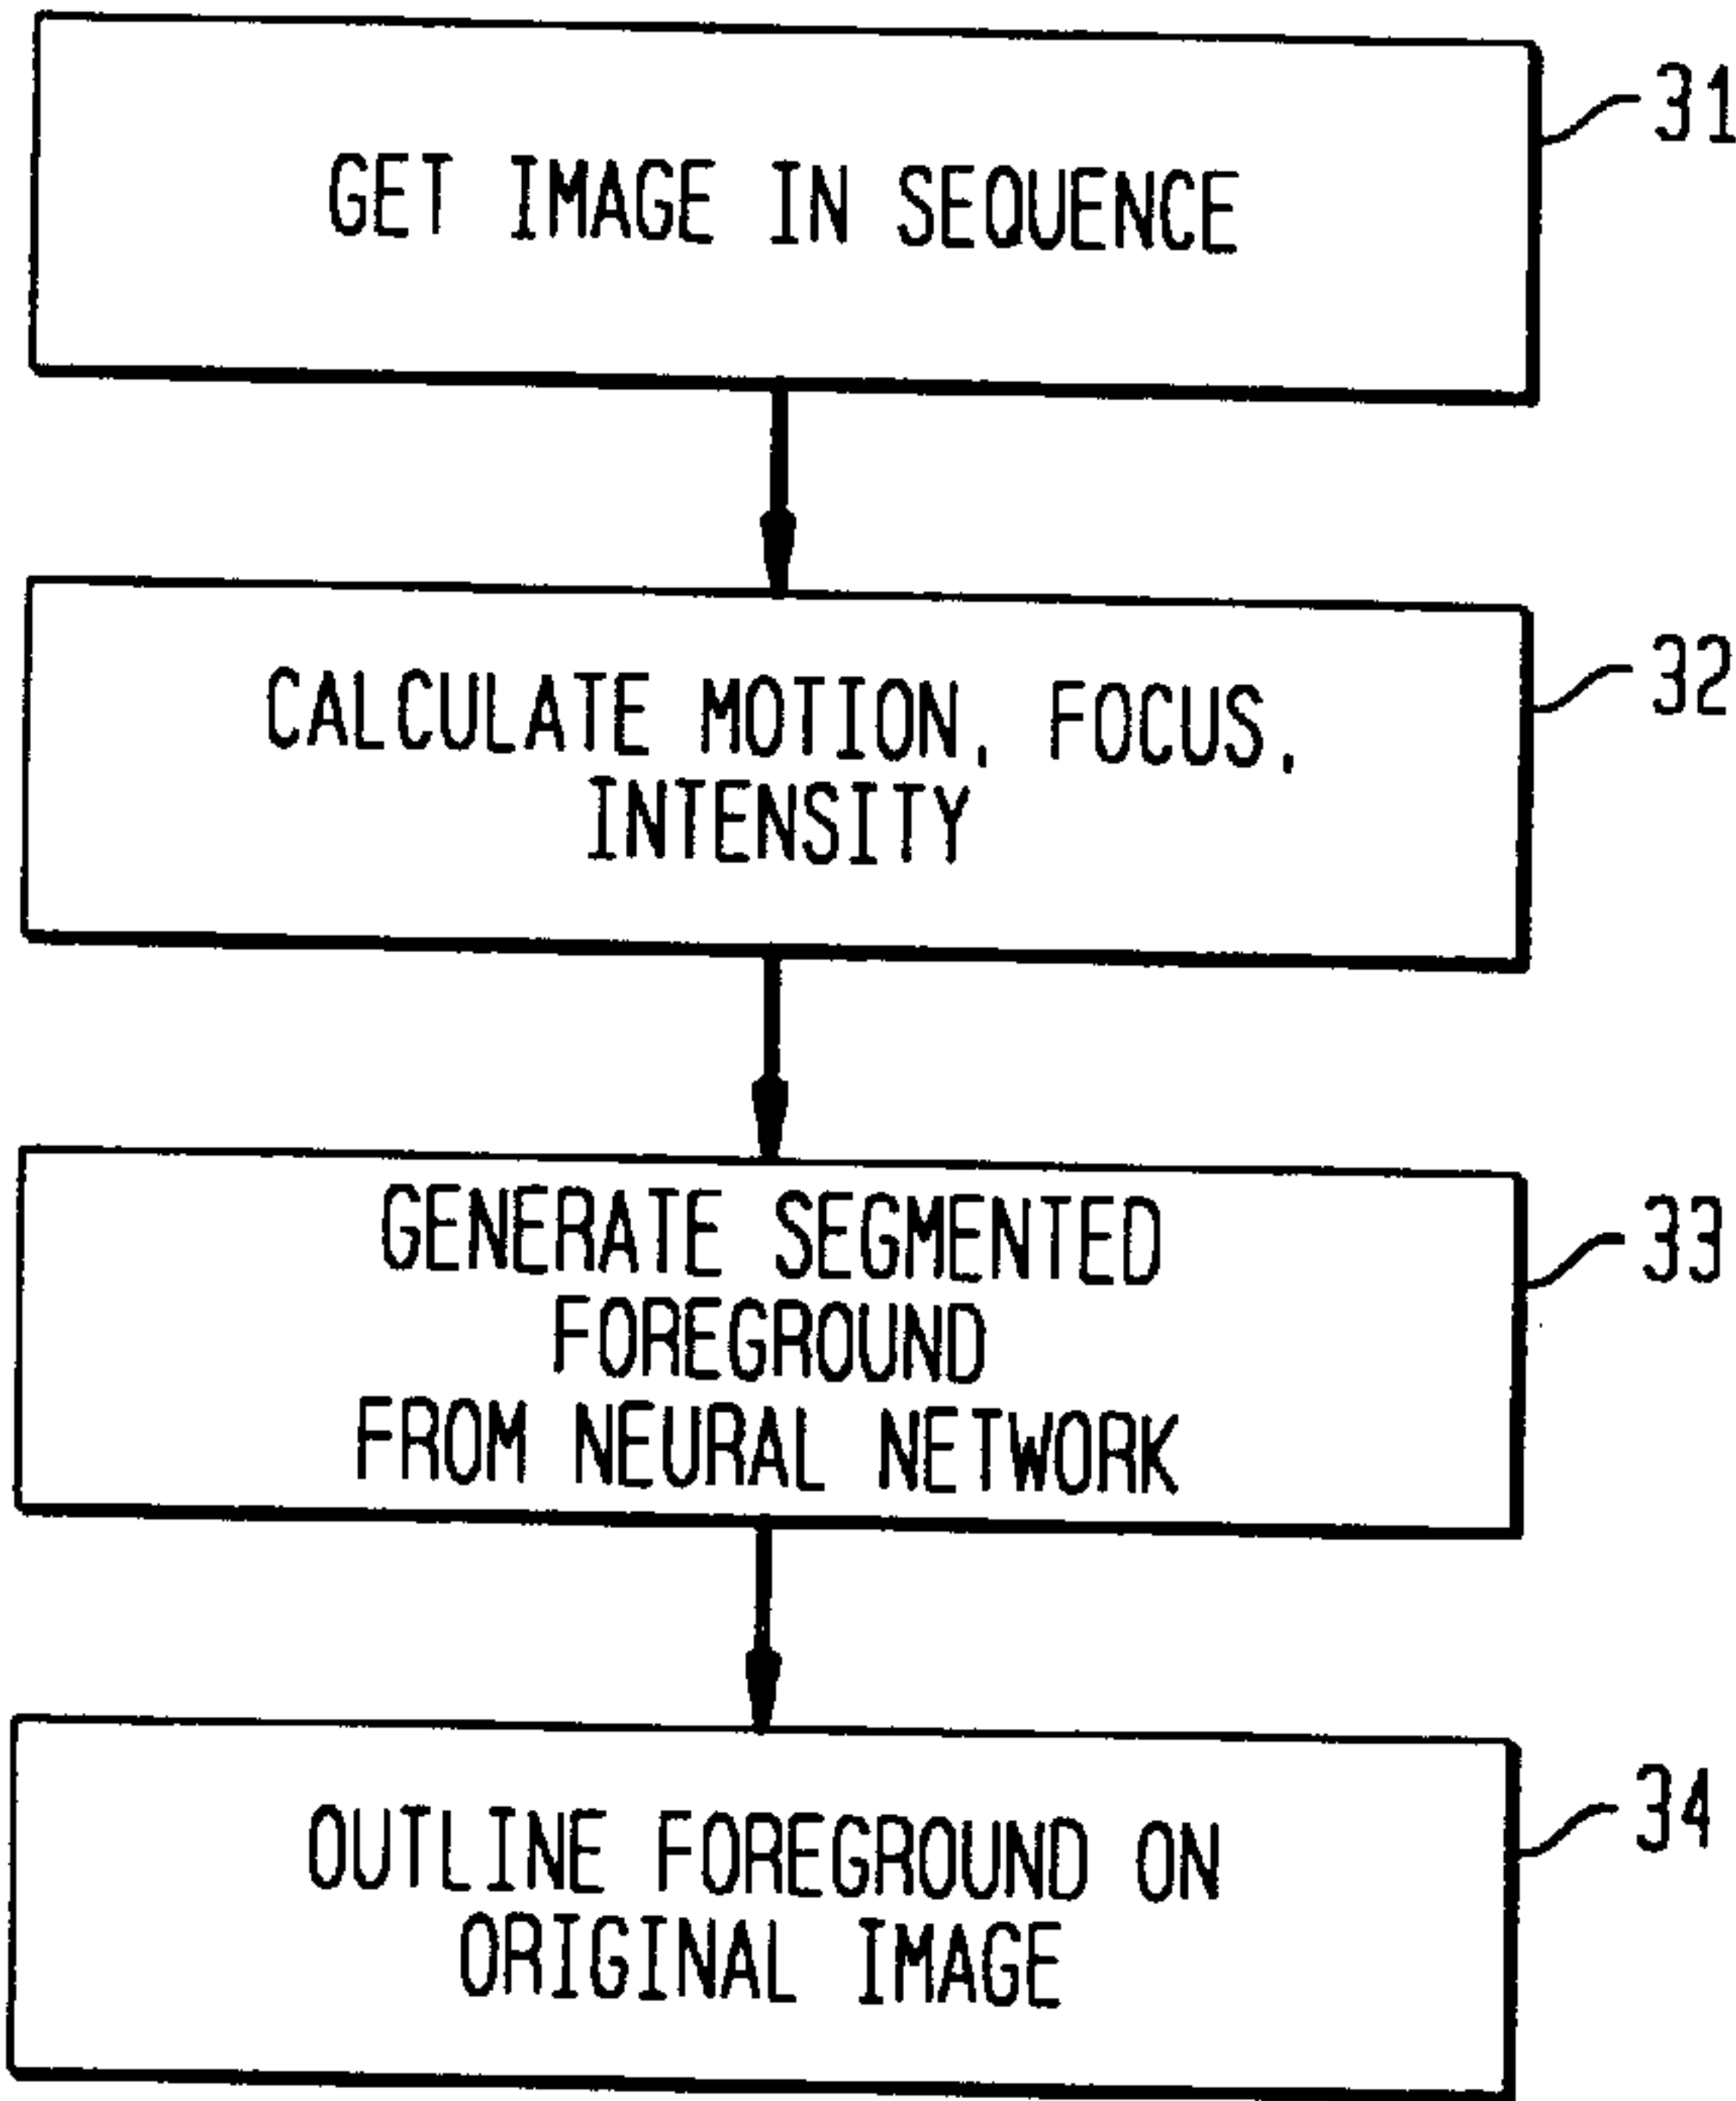 GET IMAGE IN SEQUENCE
31
CALCULATE MOTION, FOCUS,
INTENSITY
32
GENERATE SEGMENTED
FOREGROUND
FROM NEURAL NETWORK
33
OUTLINE FOREGROUND ON
ORIGINAL IMAGE
34